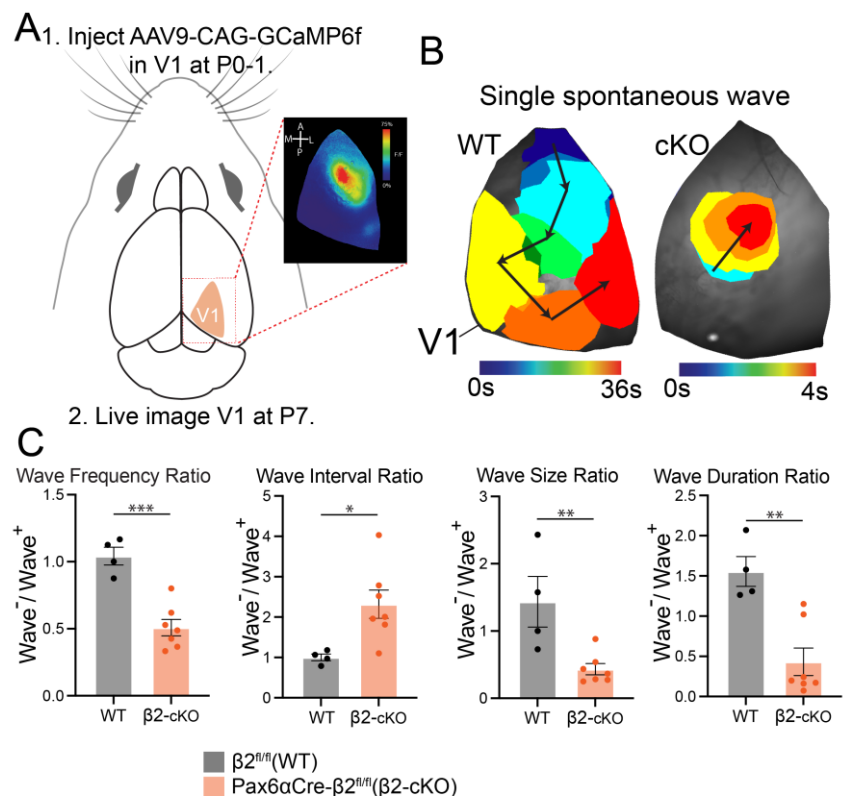 A
1. Inject AAV9-CAG-GCaMP6f
in V1 at P0-1.
75%
A
M L
P
F/F
0%
V1
2. Live image V1 at P7.
B
Single spontaneous wave
WT
cKO
V1
0s 36s
0s 4s
C
Wave Frequency Ratio
Wave⁻/ Wave⁺
1.5
1.0
0.5
0.0
***
WT β2-cKO
Wave Interval Ratio
Wave⁻/ Wave⁺
5
4
3
2
1
0
*
WT β2-cKO
Wave Size Ratio
Wave⁻/ Wave⁺
3
2
1
0
**
WT β2-cKO
Wave Duration Ratio
Wave⁻/ Wave⁺
2.5
2.0
1.5
1.0
0.5
0.0
**
WT β2-cKO
β2ᶠˡ/ᶠˡ(WT)
Pax6αCre-β2ᶠˡ/ᶠˡ(β2-cKO)